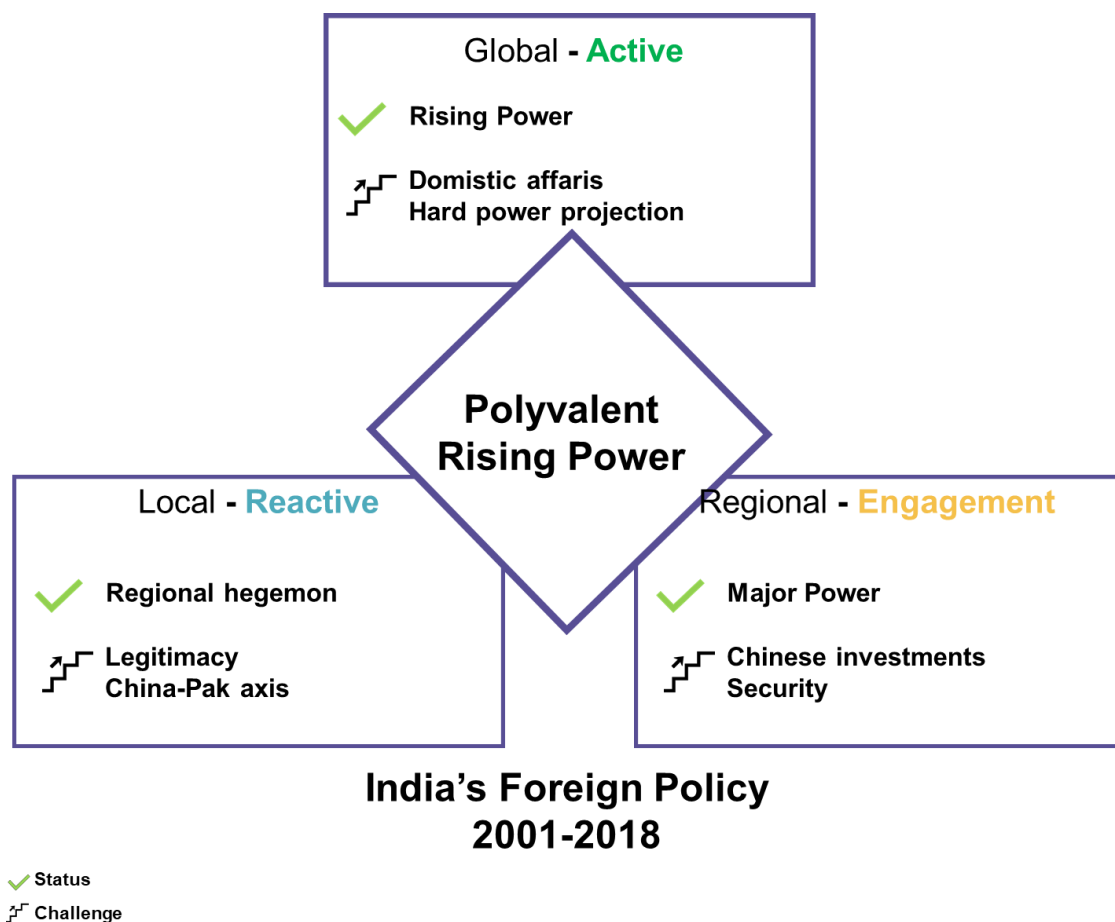 Global - Active
Rising Power
Domistic affaris
Hard power projection
Polyvalent
Rising Power
Local - Reactive
Regional hegemon
Legitimacy
China-Pak axis
Regional - Engagement
Major Power
Chinese investments
Security
India’s Foreign Policy
2001-2018
Status
Challenge